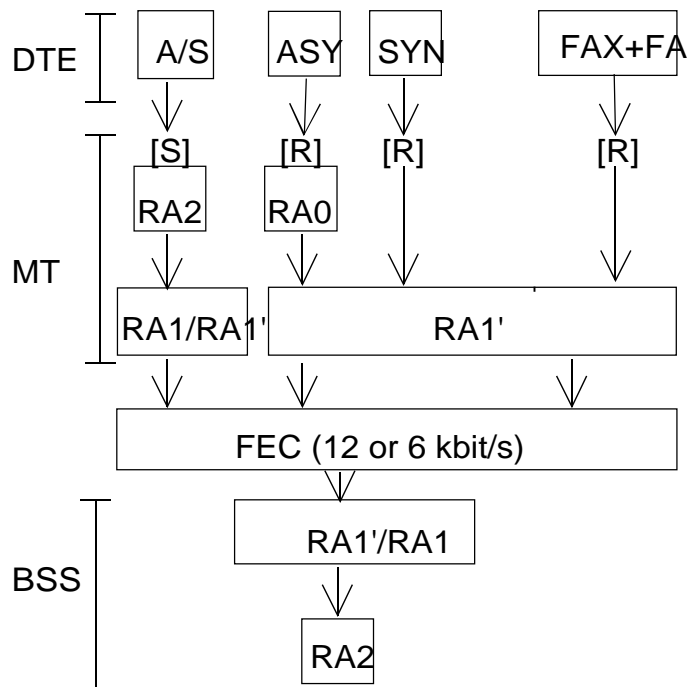 DTE A/S ASY SYN FAX+FA
[S] [R] [R] [R]
RA2 RA0
MT
RA1/RA1' RA1'
FEC (12 or 6 kbit/s)
RA1'/RA1
BSS
RA2